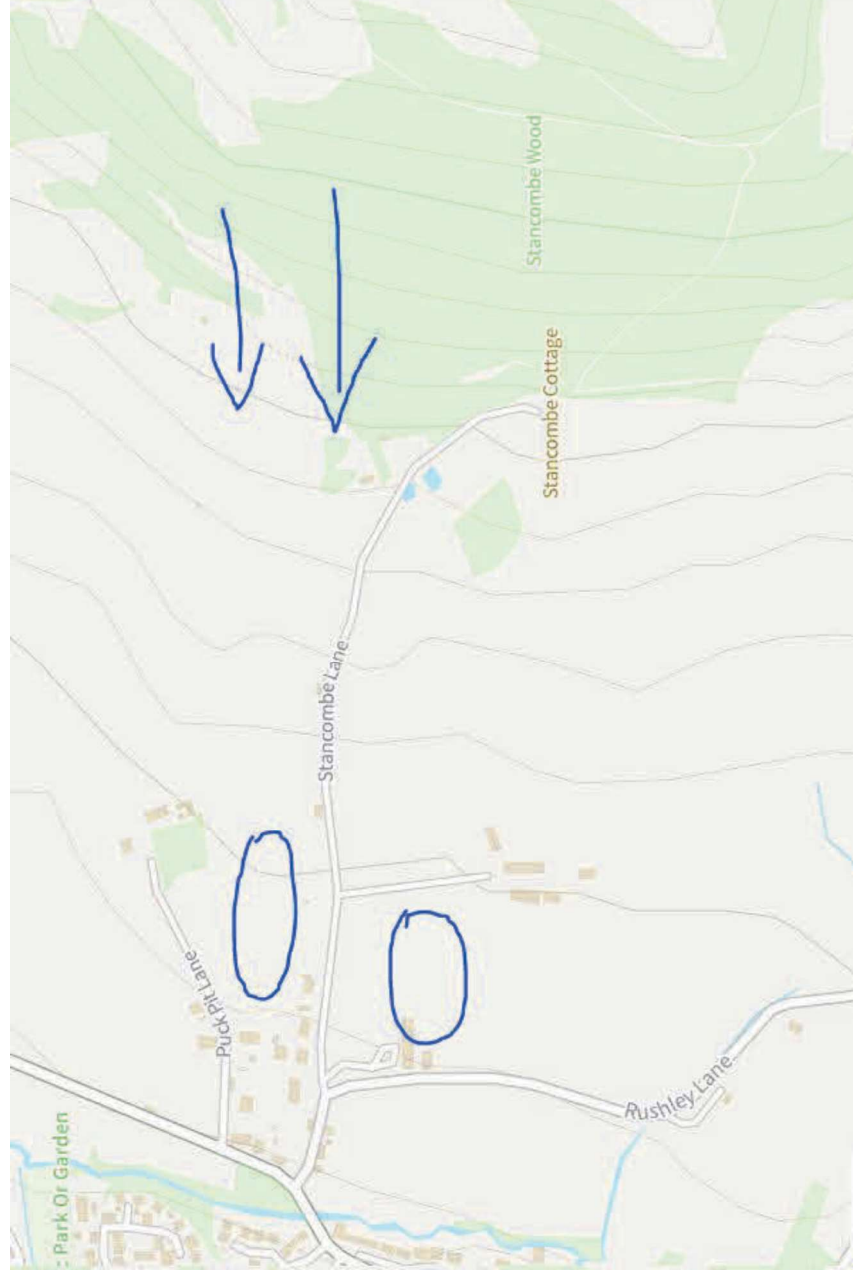 Stancombe Wood
Stancombe Cottage
Stancombe Lane
Puck Pit Lane
Rushley Lane
: Park Or Garden